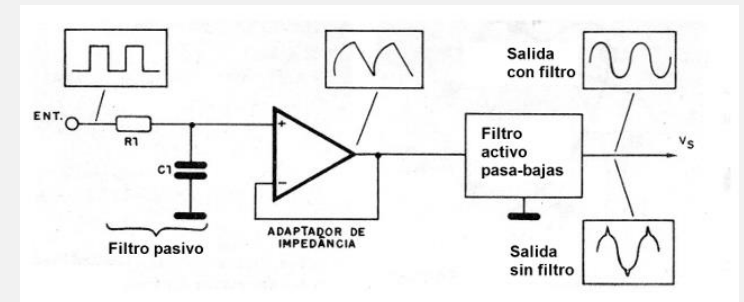 ENT.
R1
C1
Filtro pasivo
+
−
ADAPTADOR DE
IMPEDÂNCIA
Filtro
activo
pasa-bajas
Salida
con filtro
VS
Salida
sin filtro